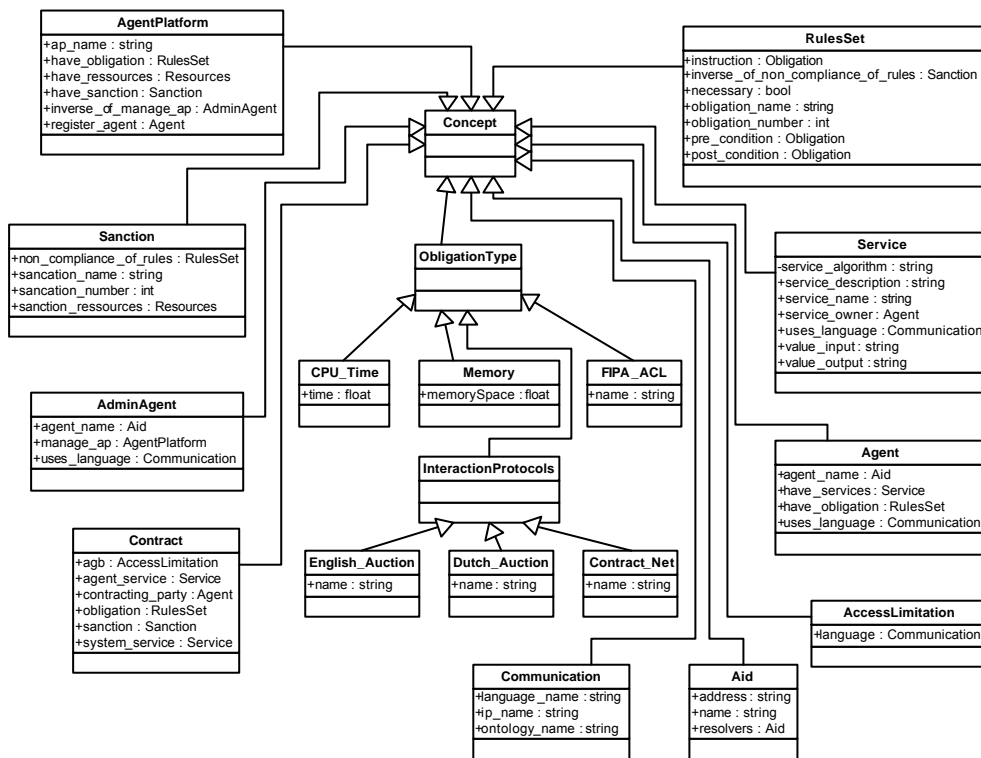 AgentPlatform
+ap_name : string
+have_obligation : RulesSet
+have_ressources : Resources
+have_sanction : Sanction
+inverse_of_manage_ap : AdminAgent
+register_agent : Agent
RulesSet
+instruction : Obligation
+inverse_of_non_compliance_of_rules : Sanction
+necessary : bool
+obligation_name : string
+obligation_number : int
+pre_condition : Obligation
+post_condition : Obligation
Concept
Sanction
+non_compliance_of_rules : RulesSet
+sancation_name : string
+sancation_number : int
+sanction_ressources : Resources
ObligationType
Service
-service_algorithm : string
+service_description : string
+service_name : string
+service_owner : Agent
+uses_language : Communication
+value_input : string
+value_output : string
CPU_Time
+time : float
Memory
+memorySpace : float
FIPA_ACL
+name : string
AdminAgent
+agent_name : Aid
+manage_ap : AgentPlatform
+uses_language : Communication
InteractionProtocols
Agent
+agent_name : Aid
+have_services : Service
+have_obligation : RulesSet
+uses_language : Communication
Contract
+agb : AccessLimitation
+agent_service : Service
+contracting_party : Agent
+obligation : RulesSet
+sanction : Sanction
+system_service : Service
English_Auction
+name : string
Dutch_Auction
+name : string
Contract_Net
+name : string
AccessLimitation
+language : Communication
Communication
+language_name : string
+ip_name : string
+ontology_name : string
Aid
+address : string
+name : string
+resolvers : Aid